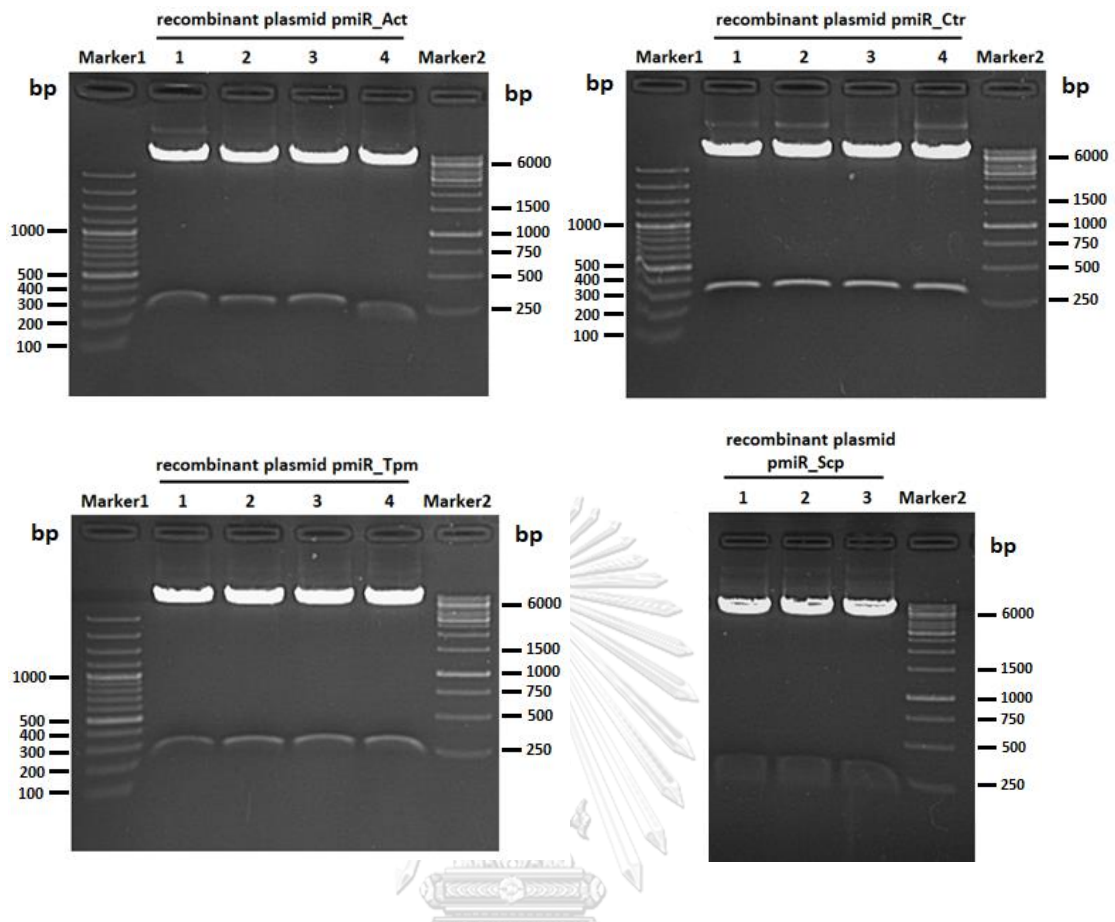 recombinant plasmid pmiR_Act
Marker1 1 2 3 4 Marker2
bp bp
6000
1500
1000 1000
750
500 500
400
300 250
200
100
recombinant plasmid pmiR_Ctr
Marker1 1 2 3 4 Marker2
bp bp
6000
1500
1000 1000
750
500 500
400
300 250
200
100
recombinant plasmid pmiR_Tpm
Marker1 1 2 3 4 Marker2
bp bp
6000
1500
1000 1000
750
500 500
400
300 250
200
100
recombinant plasmid
pmiR_Scp
1 2 3 Marker2
bp
6000
1500
1000
750
500
250